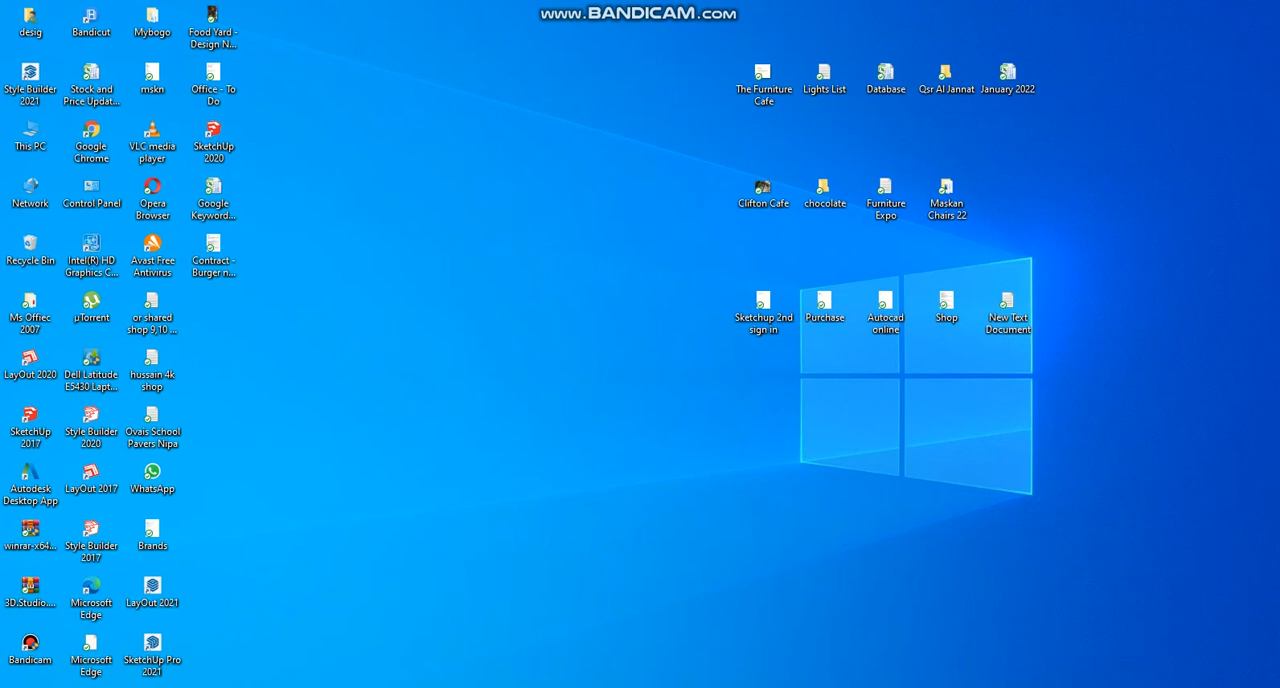 www.BANDICAM.com
desig
Bandicut
Mybogo
Food Yard -
Design N...
Style Builder
2021
Stock and
Price Updat...
mskn
Office - To
Do
The Furniture
Cafe
Lights List
Database
Qsr Al Jannat
January 2022
This PC
Google
Chrome
VLC media
player
SketchUp
2020
Network
Control Panel
Opera
Browser
Google
Keyword...
Clifton Cafe
chocolate
Furniture
Expo
Maskan
Chairs 22
Recycle Bin
Intel(R) HD
Graphics C...
Avast Free
Antivirus
Contract -
Burger n...
Ms Offiec
2007
µTorrent
or shared
shop 9,10 ...
Sketchup 2nd
sign in
Purchase
Autocad
online
Shop
New Text
Document
LayOut 2020
Dell Latitude
E5430 Lapt...
hussain 4k
shop
SketchUp
2017
Style Builder
2020
Ovais School
Pavers Nipa
Autodesk
Desktop App
LayOut 2017
WhatsApp
winrar-x64...
Style Builder
2017
Brands
3D.Studio....
Microsoft
Edge
LayOut 2021
Bandicam
Microsoft
Edge
SketchUp Pro
2021